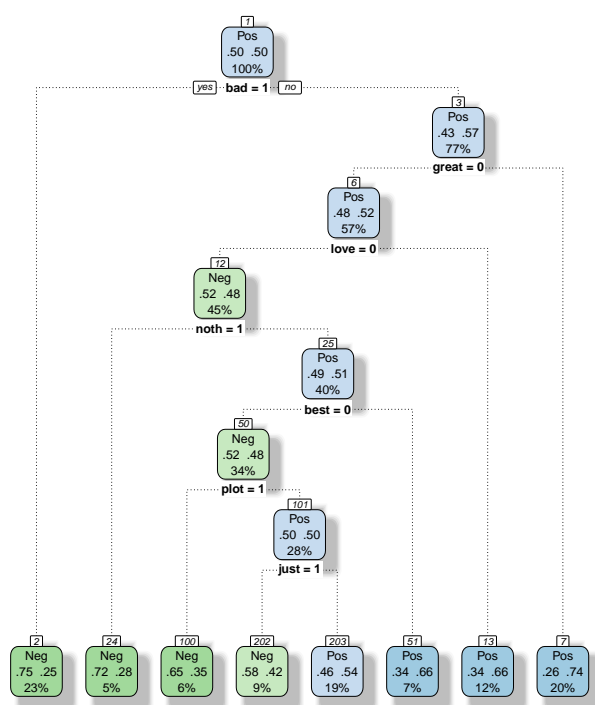 1
Pos
.50 .50
100%
yes bad = 1 no
3
Pos
.43 .57
77%
great = 0
6
Pos
.48 .52
57%
love = 0
12
Neg
.52 .48
45%
noth = 1
25
Pos
.49 .51
40%
best = 0
50
Neg
.52 .48
34%
plot = 1
101
Pos
.50 .50
28%
just = 1
2
Neg
.75 .25
23%
24
Neg
.72 .28
5%
100
Neg
.65 .35
6%
202
Neg
.58 .42
9%
203
Pos
.46 .54
19%
51
Pos
.34 .66
7%
13
Pos
.34 .66
12%
7
Pos
.26 .74
20%